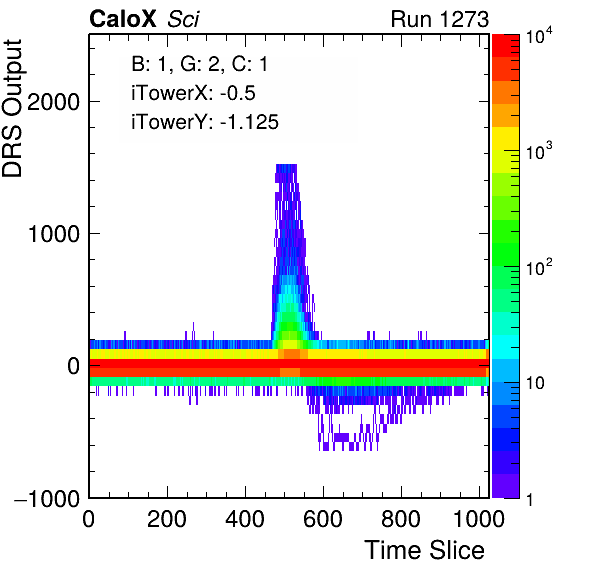 CaloX Sci Run 1273
B: 1, G: 2, C: 1
iTowerX: -0.5
iTowerY: -1.125
DRS Output
2000
1000
0
−1000
0 200 400 600 800 1000
Time Slice
10^4
10^3
10^2
10
1